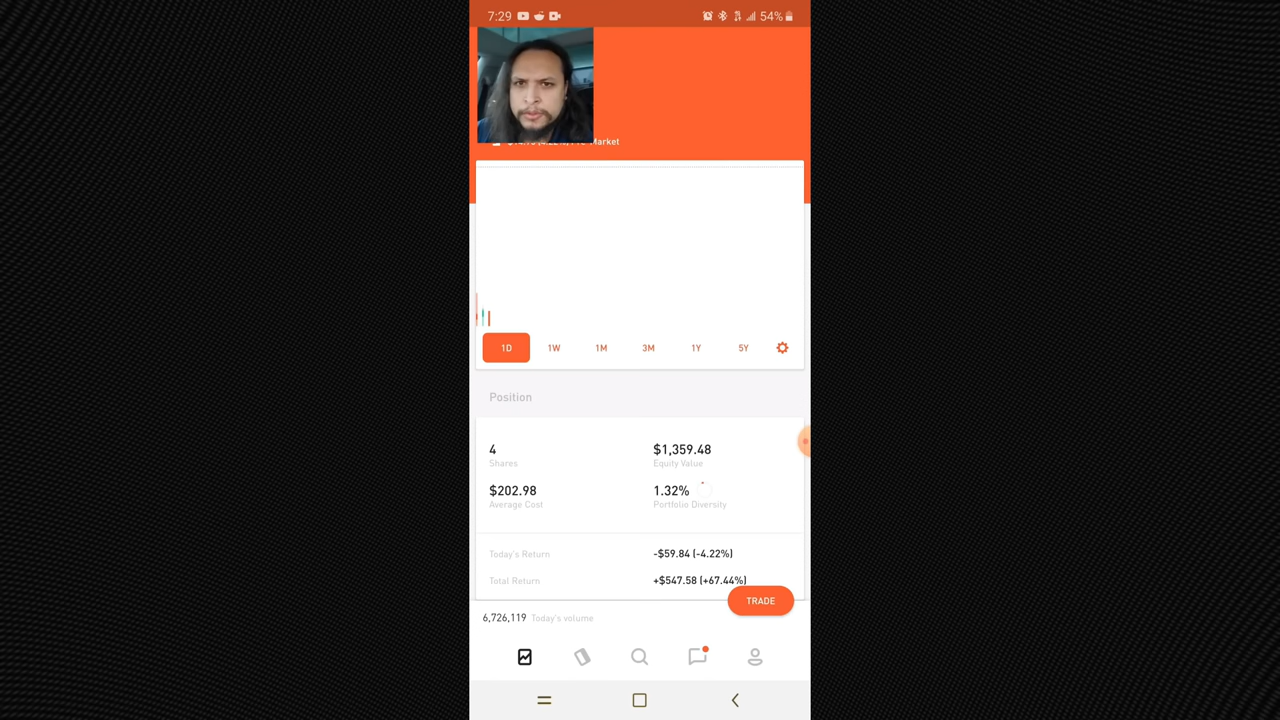 7:29 54%
Market
1D 1W 1M 3M 1Y 5Y
Position
4 $1,359.48
Shares Equity Value
$202.98 1.32%
Average Cost Portfolio Diversity
Today's Return -$59.84 (-4.22%)
Total Return +$547.58 (+67.44%)
TRADE
6,726,119 Today's volume